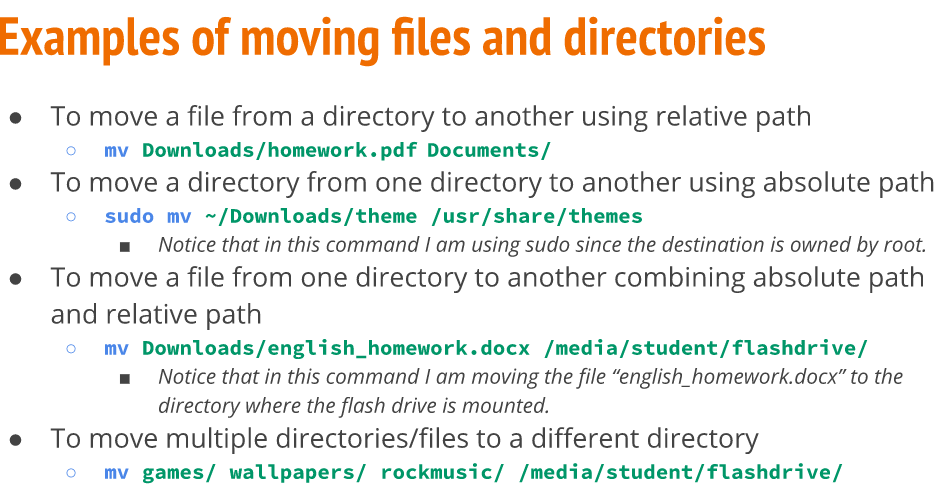 Examples of moving files and directories
● To move a file from a directory to another using relative path
○ mv Downloads/homework.pdf Documents/
● To move a directory from one directory to another using absolute path
○ sudo mv ~/Downloads/theme /usr/share/themes
■ Notice that in this command I am using sudo since the destination is owned by root.
● To move a file from one directory to another combining absolute path
and relative path
○ mv Downloads/english_homework.docx /media/student/flashdrive/
■ Notice that in this command I am moving the file “english_homework.docx” to the
directory where the flash drive is mounted.
● To move multiple directories/files to a different directory
○ mv games/ wallpapers/ rockmusic/ /media/student/flashdrive/